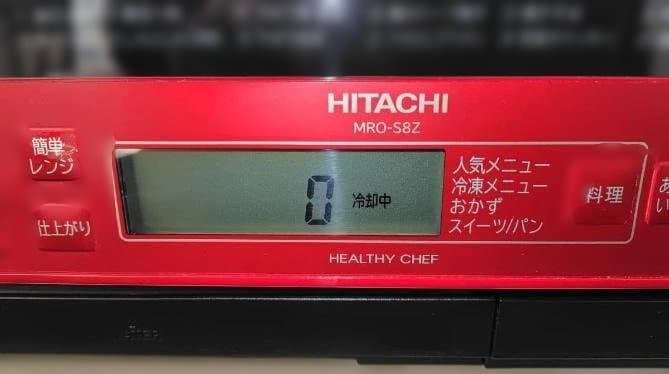 HITACHI
MRO-S8Z
簡単
レンジ
仕上がり
0 冷却中
人気メニュー
冷凍メニュー
おかず
スイーツ/パン
料理
HEALTHY CHEF